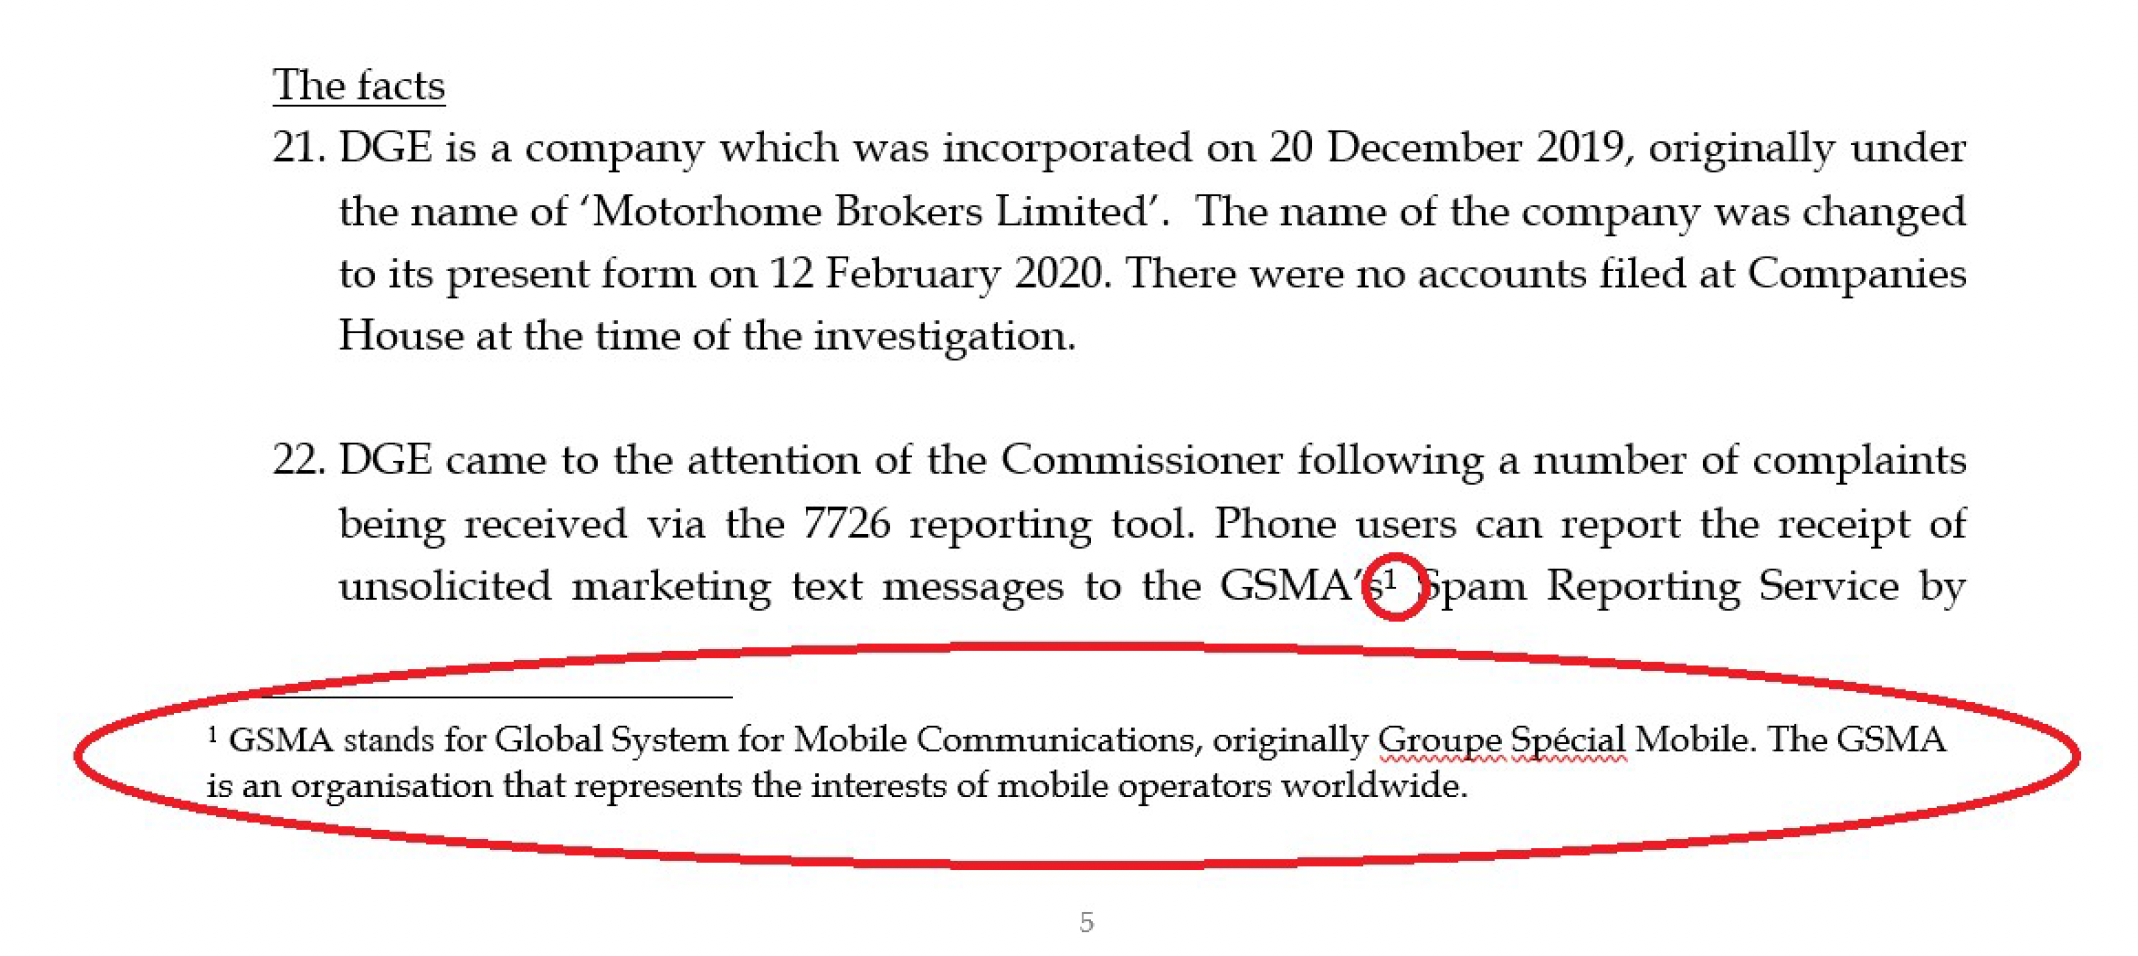 The facts
21. DGE is a company which was incorporated on 20 December 2019, originally under
the name of ‘Motorhome Brokers Limited’.  The name of the company was changed
to its present form on 12 February 2020. There were no accounts filed at Companies
House at the time of the investigation.
22. DGE came to the attention of the Commissioner following a number of complaints
being received via the 7726 reporting tool. Phone users can report the receipt of
unsolicited marketing text messages to the GSMA’s¹ Spam Reporting Service by
¹ GSMA stands for Global System for Mobile Communications, originally Groupe Spécial Mobile. The GSMA
is an organisation that represents the interests of mobile operators worldwide.
5